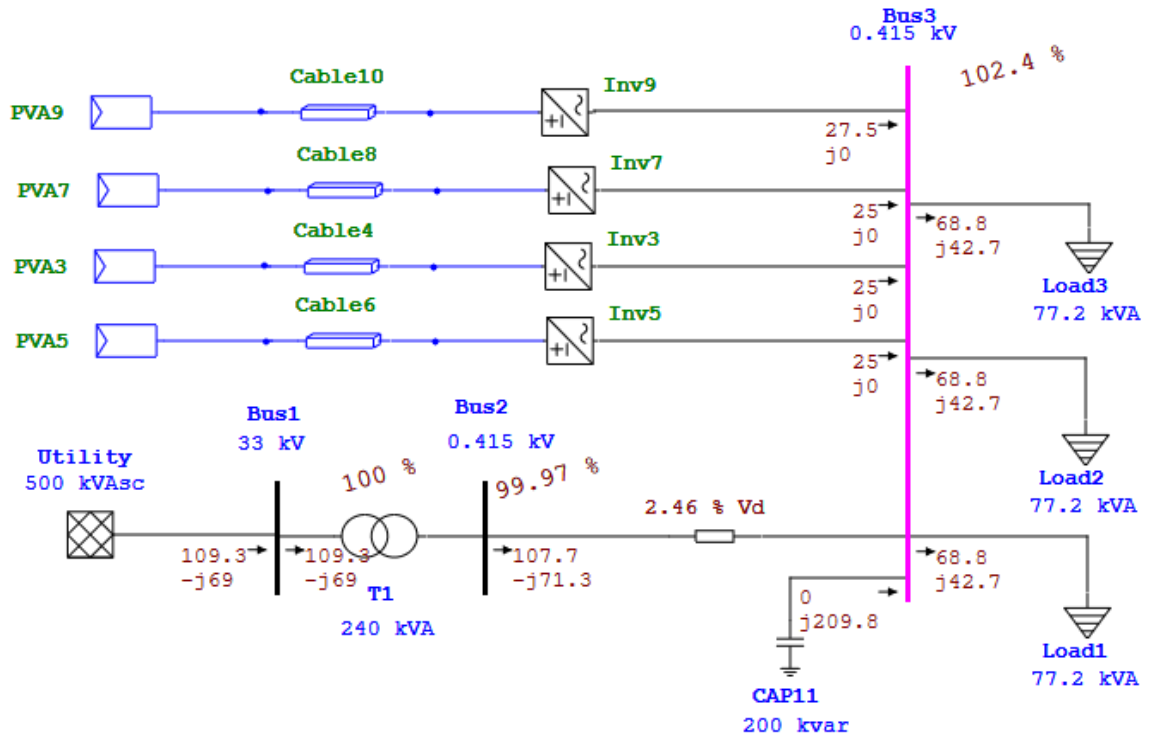 Bus3
0.415 kV
102.4 %
Cable10
Inv9
PVA9
27.5
j0
Cable8
Inv7
PVA7
25
j0
68.8
j42.7
Cable4
Inv3
PVA3
25
j0
Load3
77.2 kVA
Cable6
Inv5
PVA5
25
j0
68.8
j42.7
Bus1
33 kV
Bus2
0.415 kV
Utility
500 kVAsc
100 %
99.97 %
Load2
77.2 kVA
2.46 % Vd
109.3
-j69
109.3
-j69
107.7
-j71.3
68.8
j42.7
T1
240 kVA
0
j209.8
CAP11
200 kvar
Load1
77.2 kVA